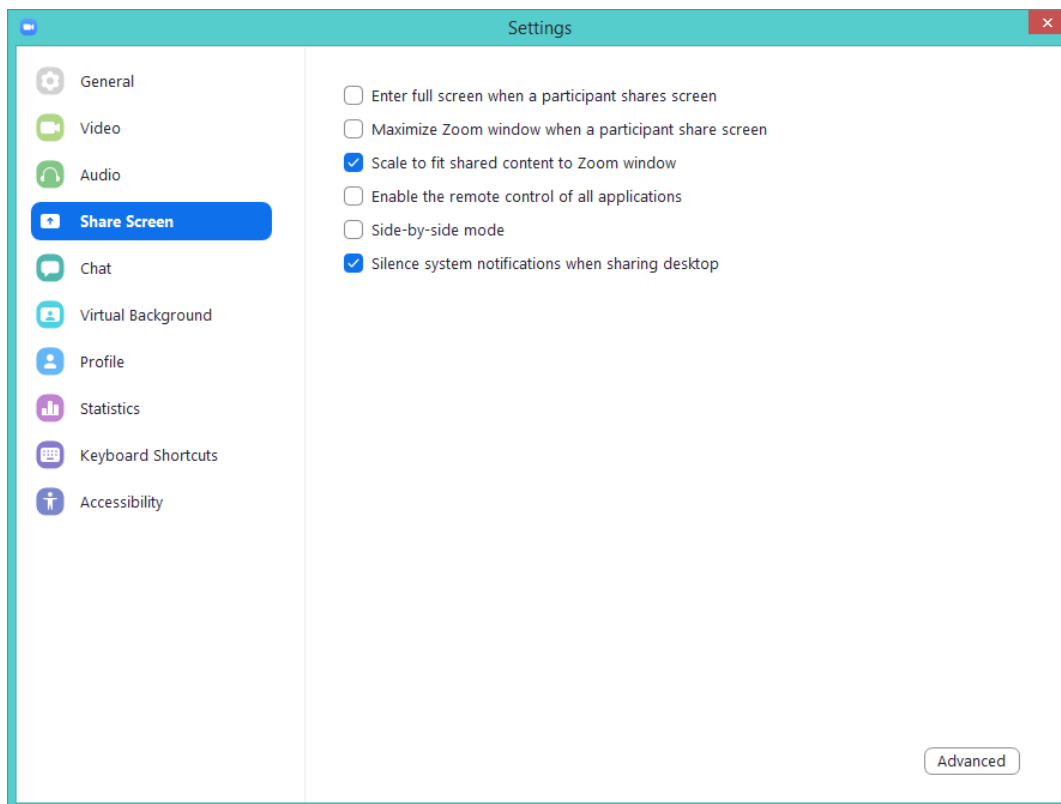 Settings
General
Video
Audio
Share Screen
Chat
Virtual Background
Profile
Statistics
Keyboard Shortcuts
Accessibility
Enter full screen when a participant shares screen
Maximize Zoom window when a participant share screen
Scale to fit shared content to Zoom window
Enable the remote control of all applications
Side-by-side mode
Silence system notifications when sharing desktop
Advanced